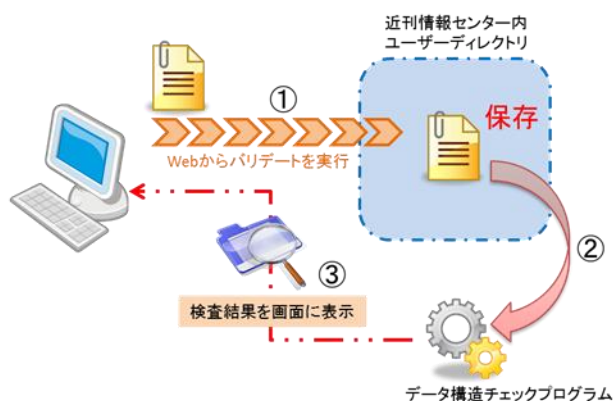 近刊情報センター内
ユーザーディレクトリ
①
保存
Webからバリデートを実行
②
③
検査結果を画面に表示
データ構造チェックプログラム